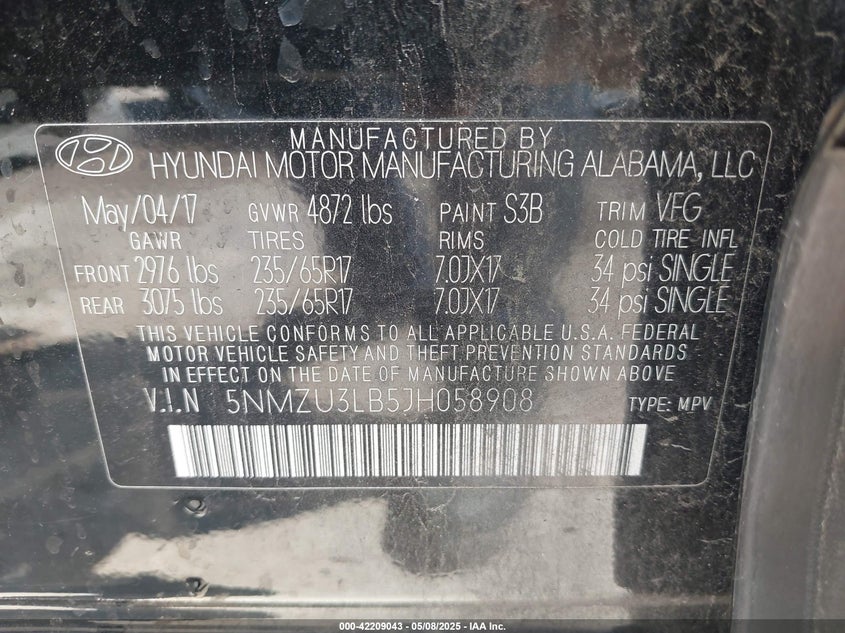 MANUFACTURED BY
HYUNDAI MOTOR MANUFACTURING ALABAMA, LLC
May/04/17 GVWR 4872 lbs PAINT S3B TRIM VFG
GAWR TIRES RIMS COLD TIRE INFL
FRONT 2976 lbs 235/65R17 7.0JX17 34 psi SINGLE
REAR 3075 lbs 235/65R17 7.0JX17 34 psi SINGLE
THIS VEHICLE CONFORMS TO ALL APPLICABLE U.S.A. FEDERAL
MOTOR VEHICLE SAFETY AND THEFT PREVENTION STANDARDS
IN EFFECT ON THE DATE OF MANUFACTURE SHOWN ABOVE
V.I.N 5NMZU3LB5JH058908 TYPE: MPV
000-42209043 - 05/08/2025 - IAA Inc.